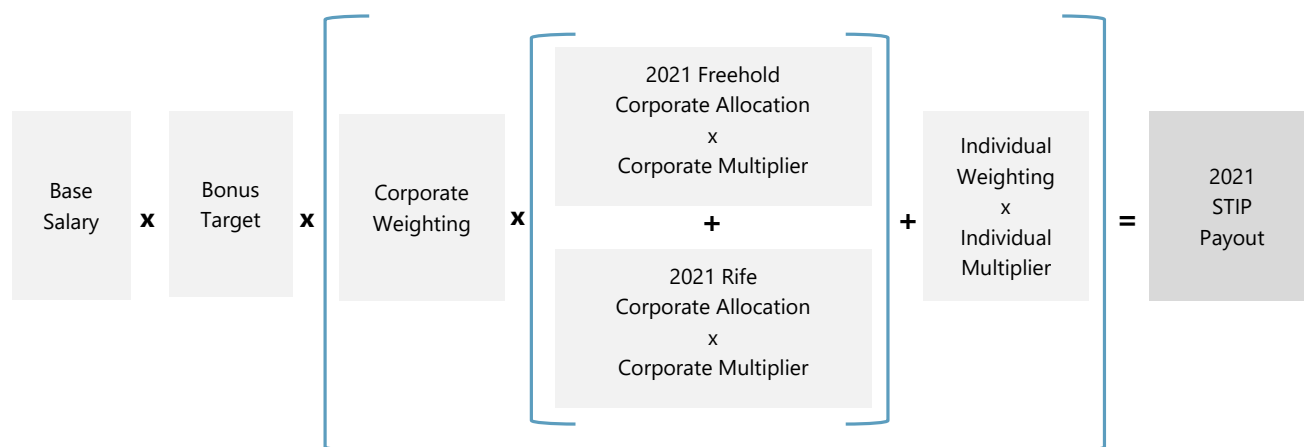 Base
Salary
x
Bonus
Target
x
Corporate
Weighting
x
2021 Freehold
Corporate Allocation
x
Corporate Multiplier
+
2021 Rife
Corporate Allocation
x
Corporate Multiplier
+
Individual
Weighting
x
Individual
Multiplier
=
2021
STIP
Payout